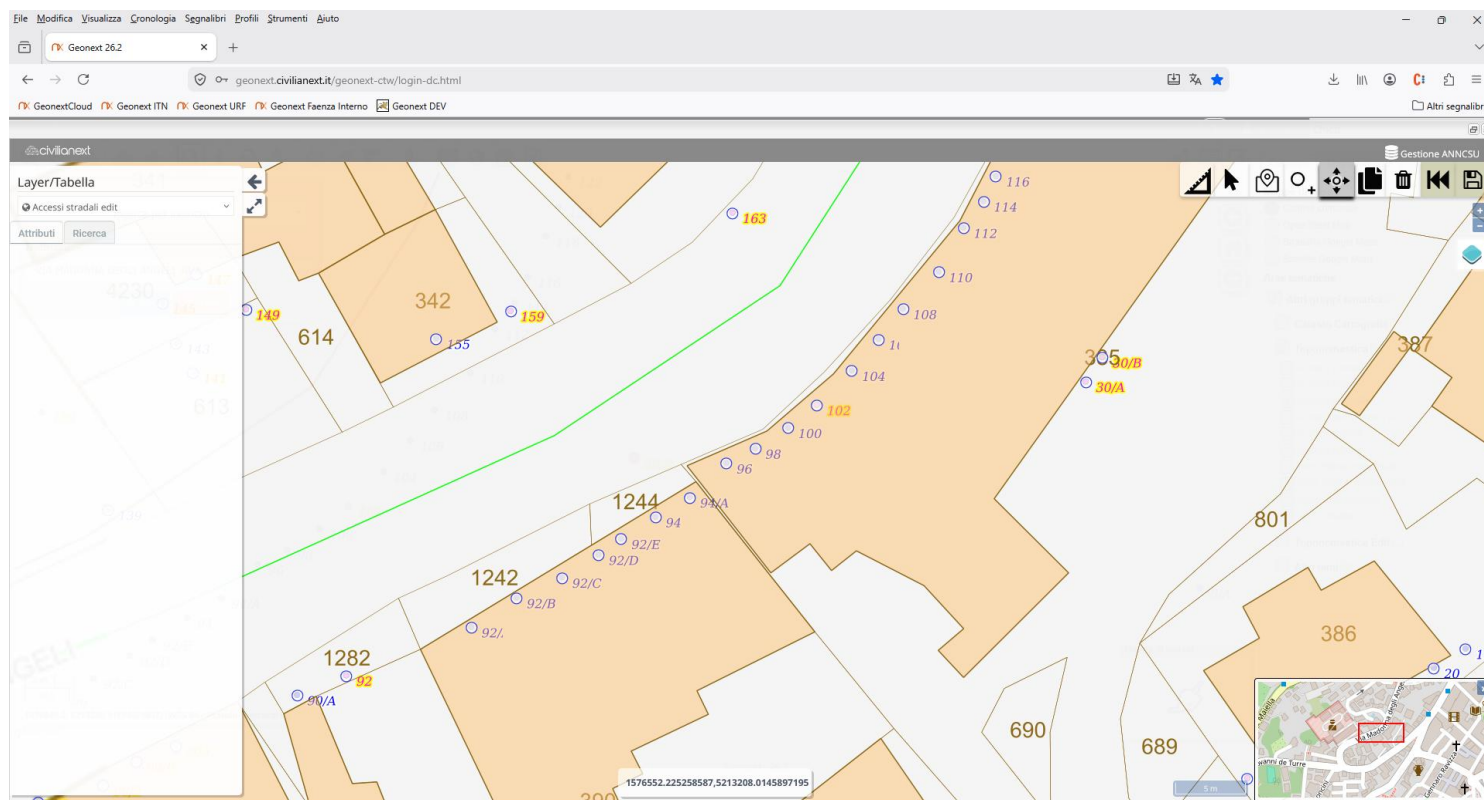 File Modifica Visualizza Cronologia Segnalibri Profili Strumenti Aiuto
Geonext 26.2
geonext.civilianext.it/geonext-ctw/login-dc.html
GeonextCloud Geonext ITN Geonext URF Geonext Faenza Interno Geonext DEV Altri segnalibr
civilianext Gestione ANNCSU
Layer/Tabella
Accessi stradali edit
Attributi Ricerca
116
114
163
112
110
342
149
159
108
614
155
387
395
30/B
104
30/A
102
100
98
96
1244
94/A
94
801
92/E
92/D
1242
92/C
92/B
92/.
386
1282
92
20
90/A
690
689
1576552.225258587,5213208.0145897195
5 m